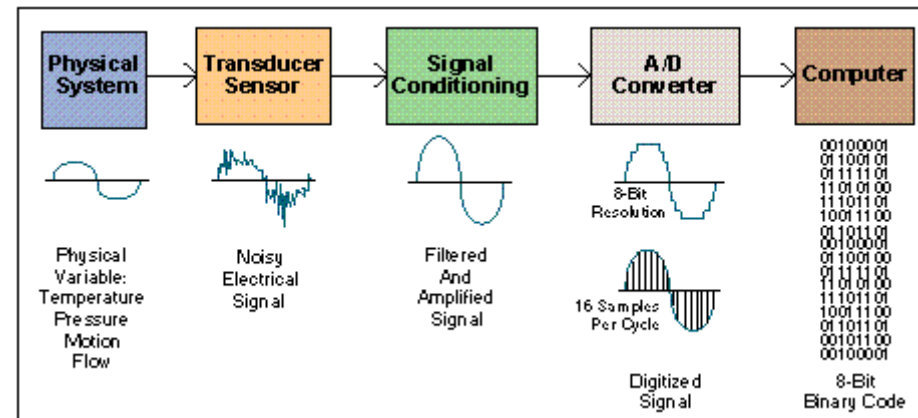 Physical
System
Transducer
Sensor
Signal
Conditioning
A/D
Converter
Computer
Physical
Variable:
Temperature
Pressure
Motion
Flow
Noisy
Electrical
Signal
Filtered
And
Amplified
Signal
8-Bit
Resolution
16 Samples
Per Cycle
Digitized
Signal
00100001
01100101
01111101
11010100
11101101
10011100
01101101
00100001
01100100
01111101
11010100
11101101
10011100
01101101
00101100
00100001
8-Bit
Binary Code